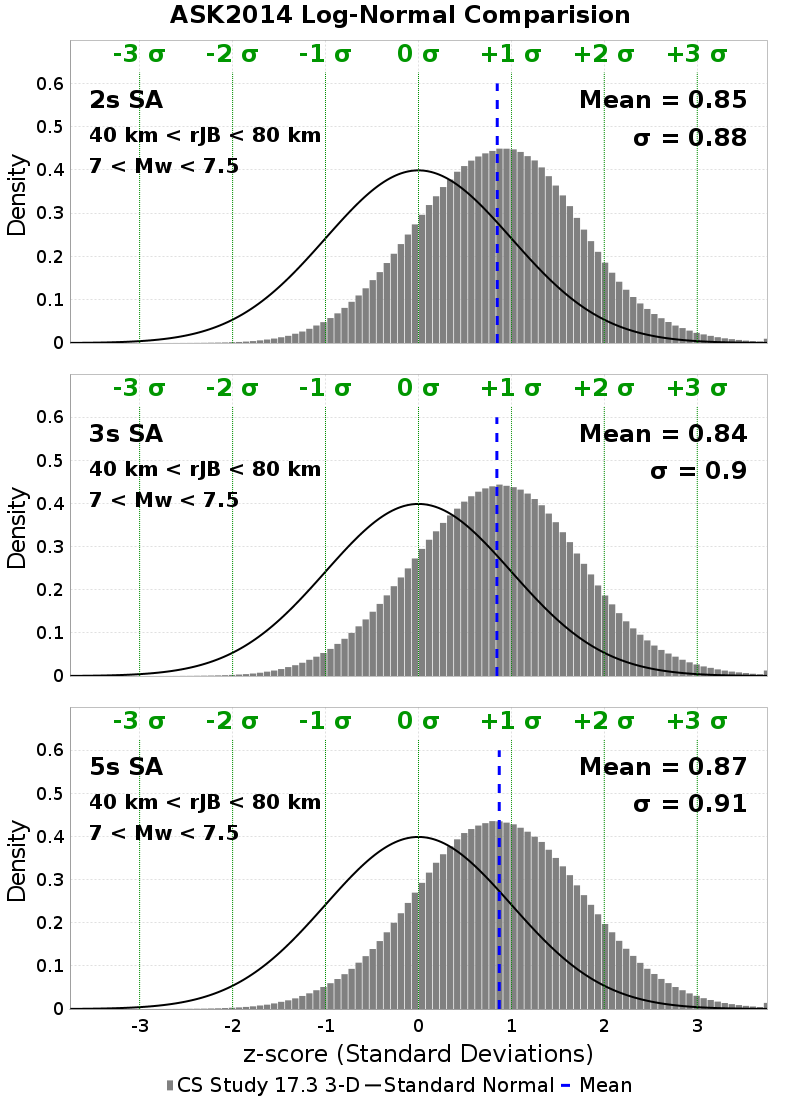 ASK2014 Log-Normal Comparision
-3 σ -2 σ -1 σ 0 σ +1 σ +2 σ +3 σ
0.6
2s SA Mean = 0.85
0.5
40 km < rJB < 80 km σ = 0.88
7 < Mw < 7.5
0.4
0.3
0.2
0.1
0
Density
-3 σ -2 σ -1 σ 0 σ +1 σ +2 σ +3 σ
0.6
3s SA Mean = 0.84
0.5
40 km < rJB < 80 km σ = 0.9
7 < Mw < 7.5
0.4
0.3
0.2
0.1
0
Density
-3 σ -2 σ -1 σ 0 σ +1 σ +2 σ +3 σ
0.6
5s SA Mean = 0.87
0.5
40 km < rJB < 80 km σ = 0.91
7 < Mw < 7.5
0.4
0.3
0.2
0.1
0
Density
-3 -2 -1 0 1 2 3
z-score (Standard Deviations)
CS Study 17.3 3-D Standard Normal Mean